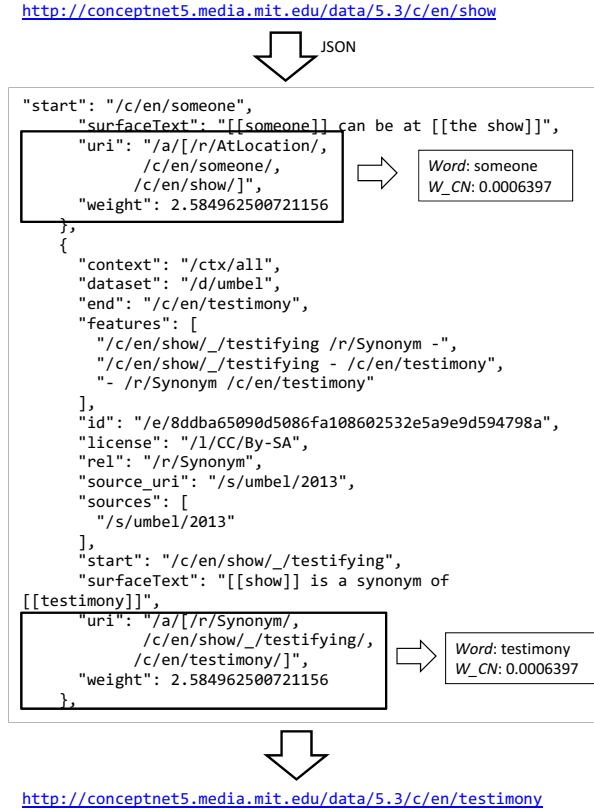 http://conceptnet5.media.mit.edu/data/5.3/c/en/show
JSON
"start": "/c/en/someone",
"surfaceText": "[[someone]] can be at [[the show]]",
"uri": "/a/[/r/AtLocation/,
/c/en/someone/,
/c/en/show/]",
"weight": 2.584962500721156
Word: someone
W_CN: 0.0006397
},
{
"context": "/ctx/all",
"dataset": "/d/umbel",
"end": "/c/en/testimony",
"features": [
"/c/en/show/_/testifying /r/Synonym -",
"/c/en/show/_/testifying - /c/en/testimony",
"- /r/Synonym /c/en/testimony"
],
"id": "/e/8ddba65090d5086fa108602532e5a9e9d594798a",
"license": "/l/CC/By-SA",
"rel": "/r/Synonym",
"source_uri": "/s/umbel/2013",
"sources": [
"/s/umbel/2013"
],
"start": "/c/en/show/_/testifying",
"surfaceText": "[[show]] is a synonym of
[[testimony]]",
"uri": "/a/[/r/Synonym/,
/c/en/show/_/testifying/,
/c/en/testimony/]",
"weight": 2.584962500721156
Word: testimony
W_CN: 0.0006397
},
http://conceptnet5.media.mit.edu/data/5.3/c/en/testimony